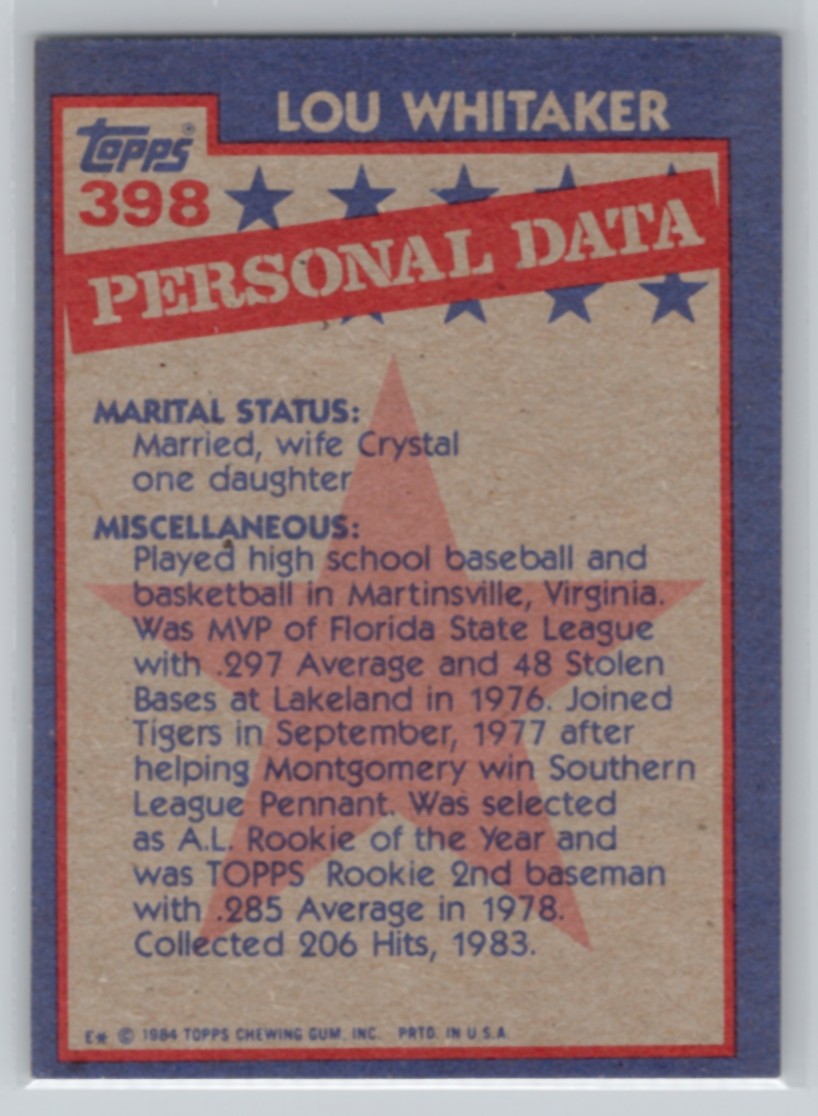 LOU WHITAKER
Topps®
398
PERSONAL DATA
MARITAL STATUS:
Married, wife Crystal
one daughter
MISCELLANEOUS:
Played high school baseball and
basketball in Martinsville, Virginia.
Was MVP of Florida State League
with .297 Average and 48 Stolen
Bases at Lakeland in 1976. Joined
Tigers in September, 1977 after
helping Montgomery win Southern
League Pennant. Was selected
as A.L. Rookie of the Year and
was TOPPS Rookie 2nd baseman
with .285 Average in 1978.
Collected 206 Hits, 1983.
E* © 1984 TOPPS CHEWING GUM, INC. PRTD. IN U.S.A.